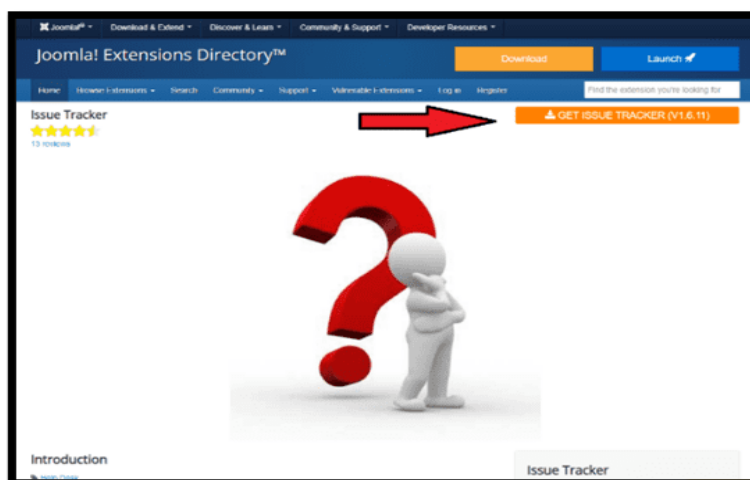 Joomla!® Download & Extend Discover & Learn Community & Support Developer Resources
Joomla! Extensions Directory™
Download
Launch
Home Browse Extensions Search Community Support Vulnerable Extensions Log in Register
Find the extension you're looking for
Issue Tracker
GET ISSUE TRACKER (V1.6.11)
13 reviews
Introduction
Issue Tracker
Help Desk